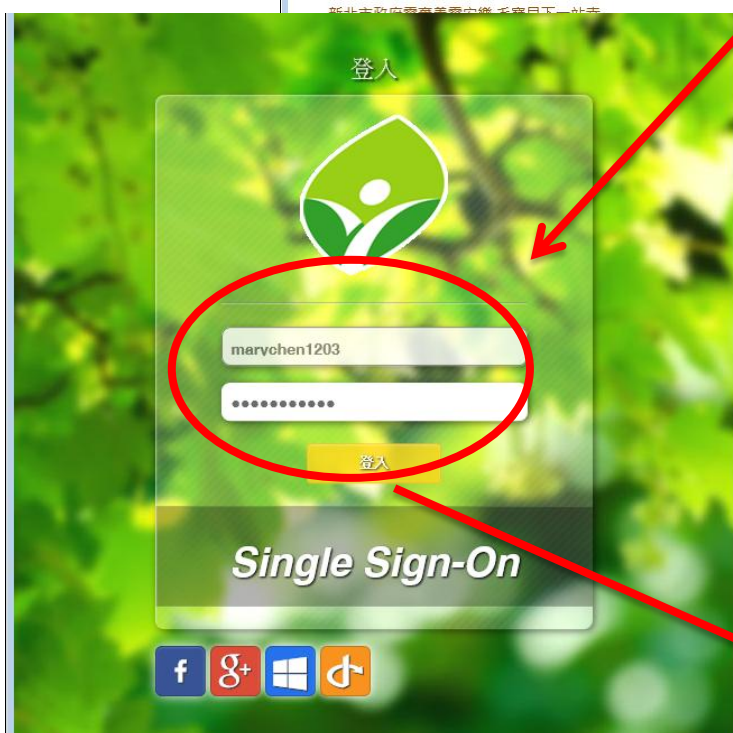 登入
marychen1203
●●●●●●●●●●●
登入
Single Sign-On
f g+